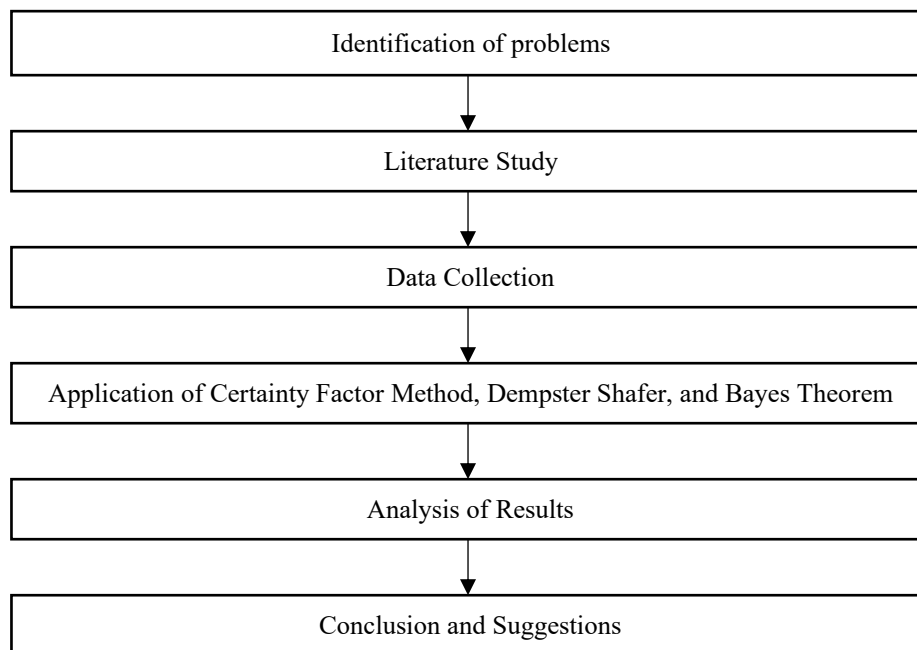 Identification of problems
Literature Study
Data Collection
Application of Certainty Factor Method, Dempster Shafer, and Bayes Theorem
Analysis of Results
Conclusion and Suggestions